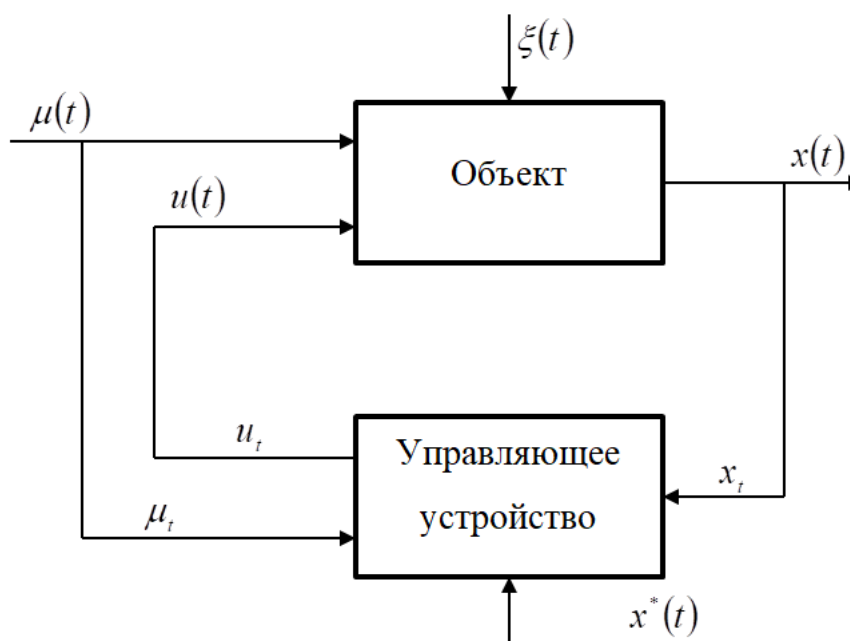 ξ(t)
μ(t)
Объект
x(t)
u(t)
u_t
Управляющее
устройство
x_t
μ_t
x*(t)